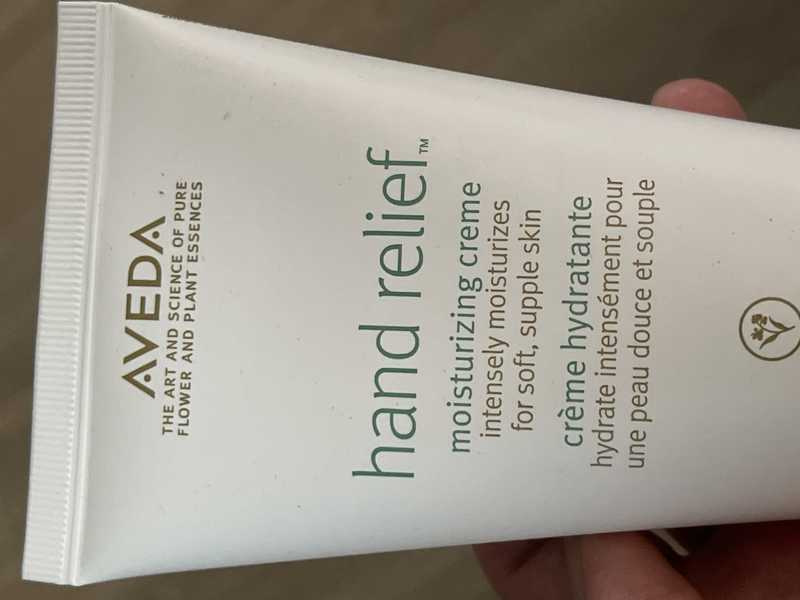 AVEDA
THE ART AND SCIENCE OF PURE
FLOWER AND PLANT ESSENCES
hand relief™
moisturizing creme
intensely moisturizes
for soft, supple skin
crème hydratante
hydrate intensément pour
une peau douce et souple